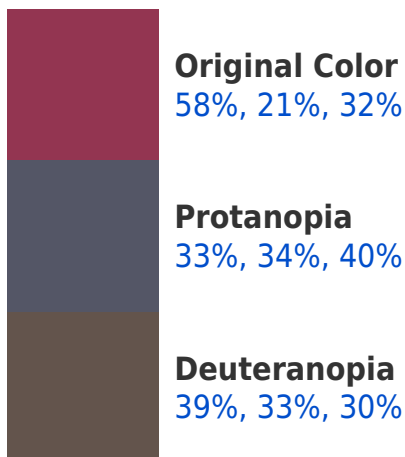 Original Color
58%, 21%, 32%
Protanopia
33%, 34%, 40%
Deuteranopia
39%, 33%, 30%